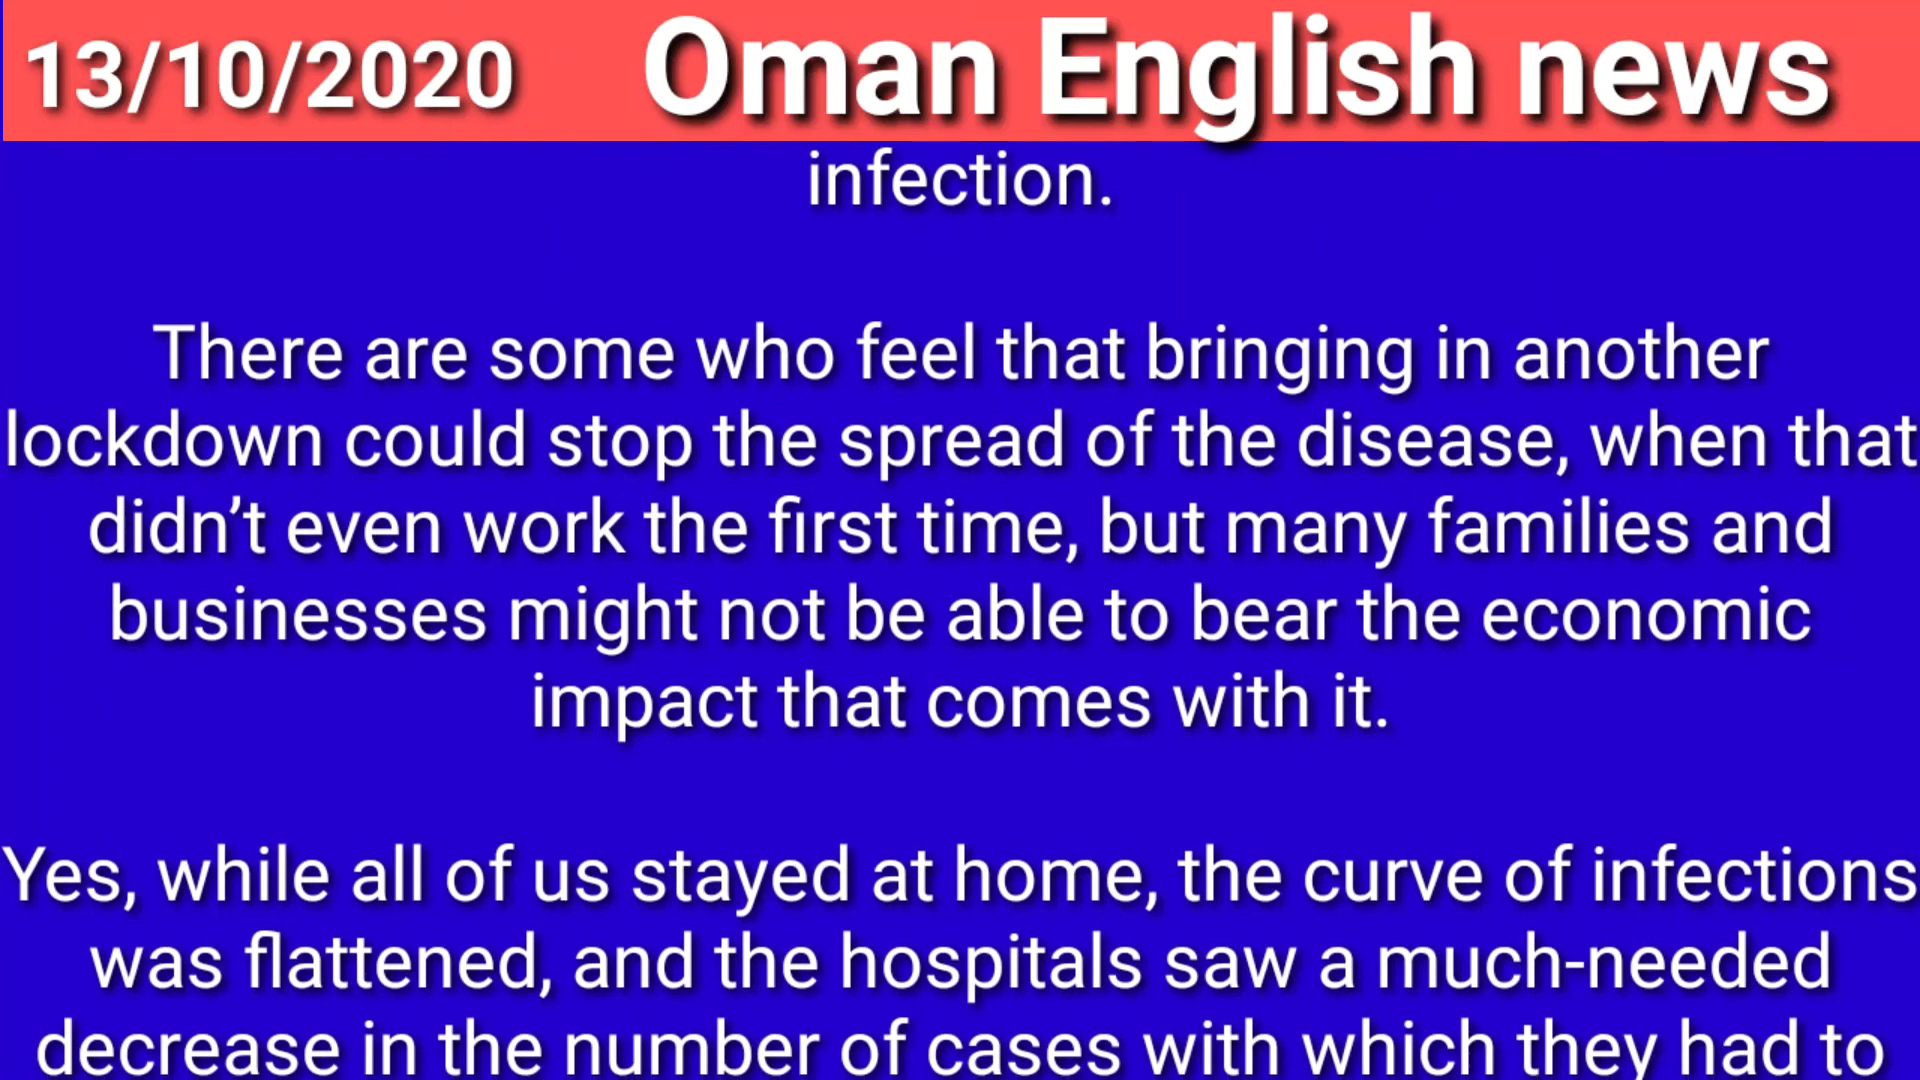 13/10/2020 Oman English news
infection.
There are some who feel that bringing in another
lockdown could stop the spread of the disease, when that
didn’t even work the first time, but many families and
businesses might not be able to bear the economic
impact that comes with it.
Yes, while all of us stayed at home, the curve of infections
was flattened, and the hospitals saw a much-needed
decrease in the number of cases with which they had to